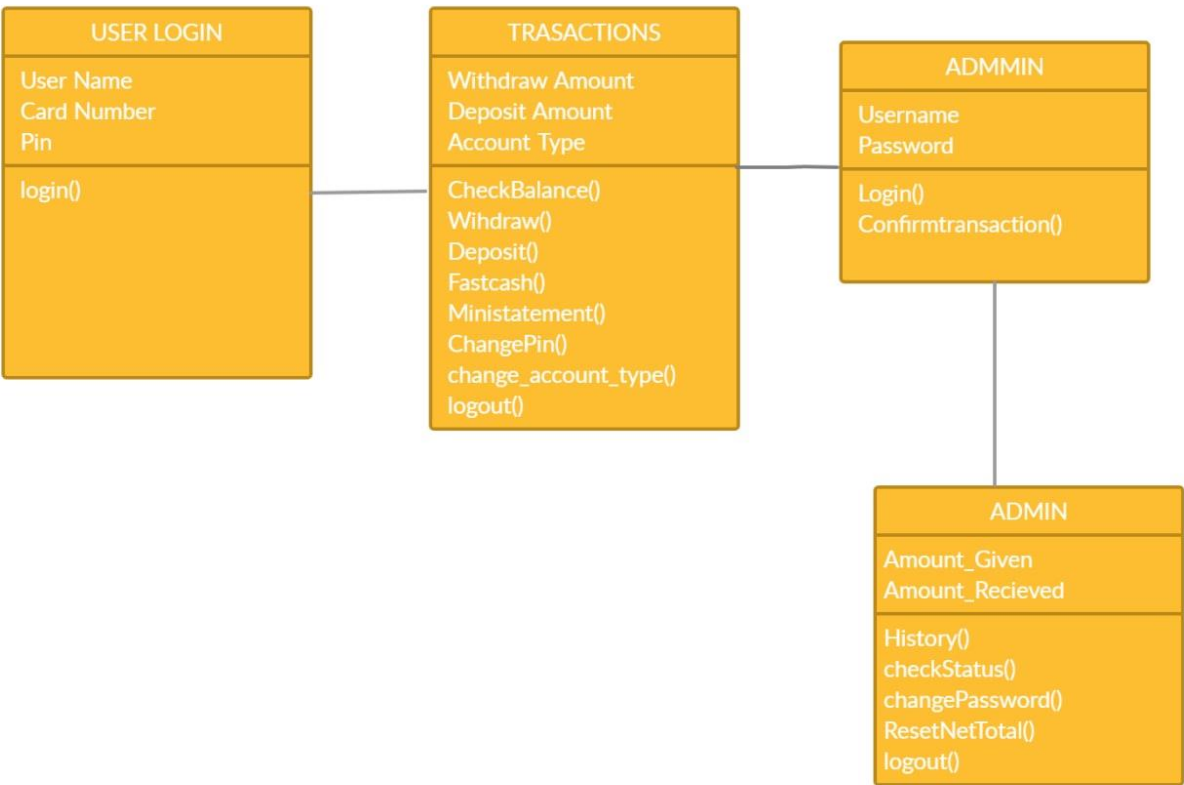 USER LOGIN
User Name
Card Number
Pin
login()
TRASACTIONS
Withdraw Amount
Deposit Amount
Account Type
CheckBalance()
Wihdraw()
Deposit()
Fastcash()
Ministatement()
ChangePin()
change_account_type()
logout()
ADMMIN
Username
Password
Login()
Confirmtransaction()
ADMIN
Amount_Given
Amount_Recieved
History()
checkStatus()
changePassword()
ResetNetTotal()
logout()